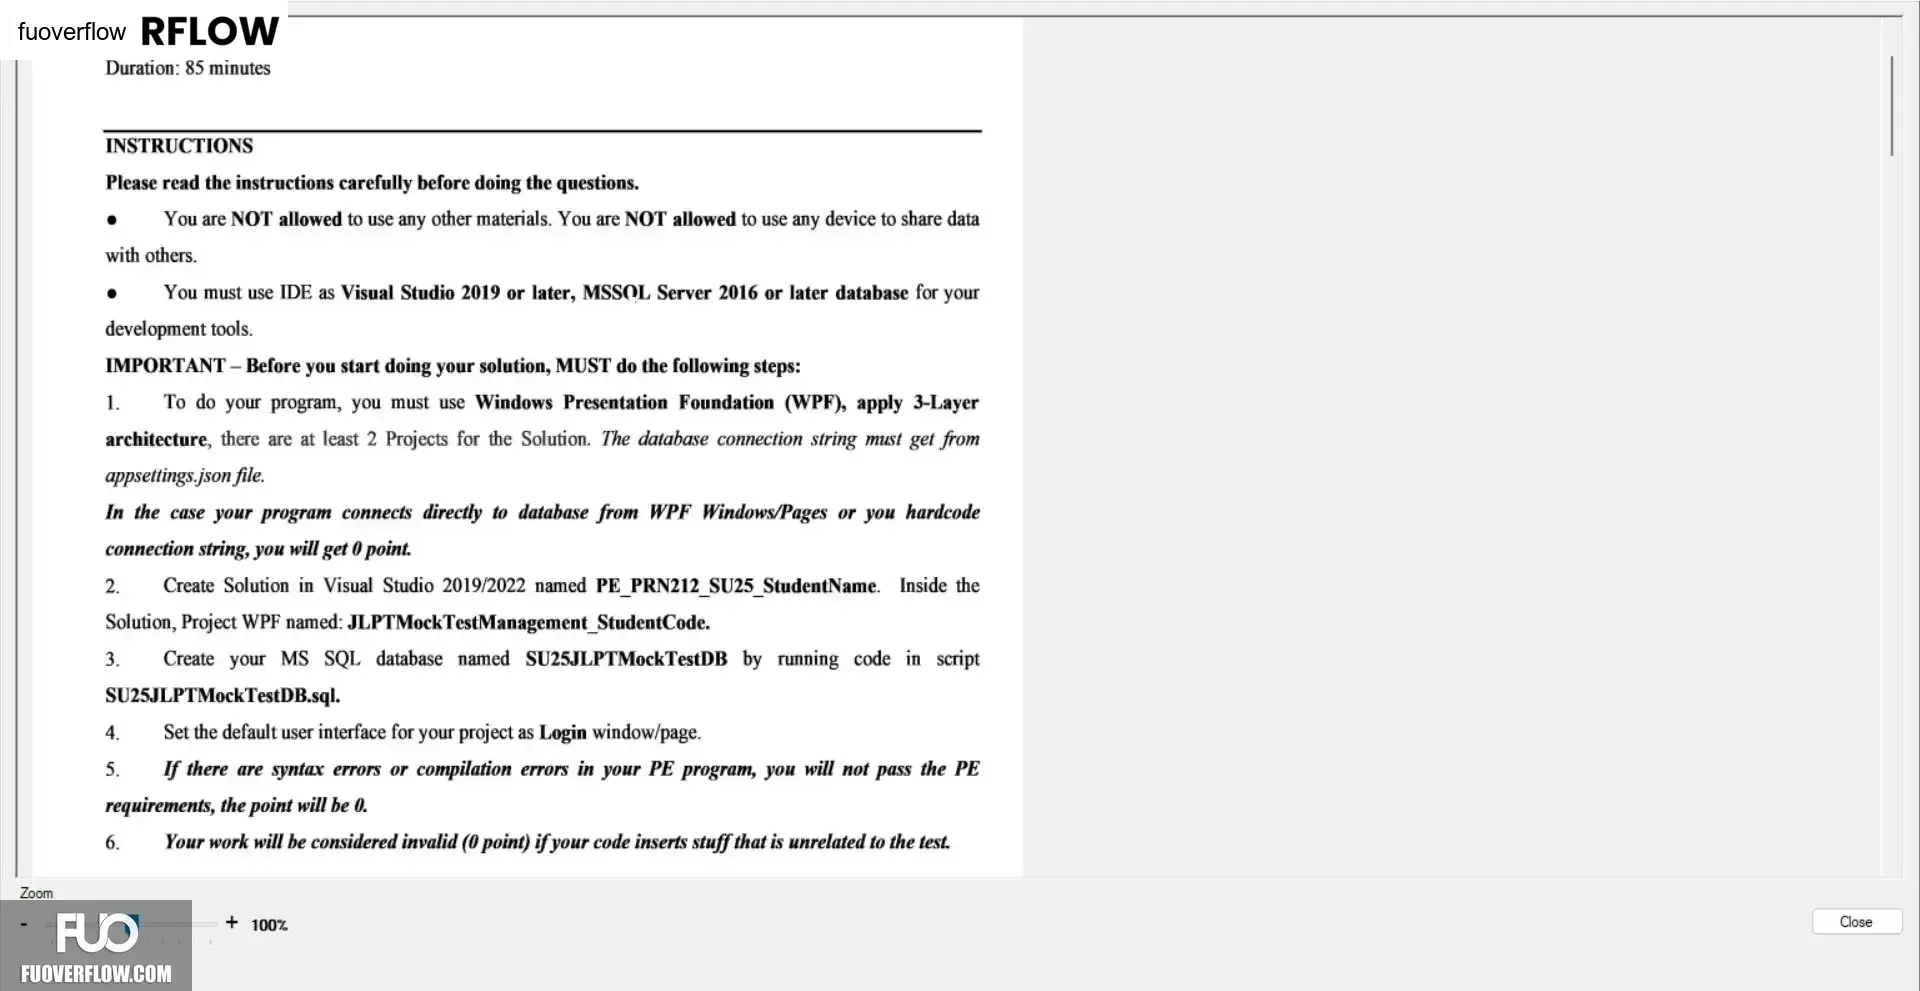 fuoverflow RFLOW
Duration: 85 minutes
INSTRUCTIONS
Please read the instructions carefully before doing the questions.
● You are NOT allowed to use any other materials. You are NOT allowed to use any device to share data
with others.
● You must use IDE as Visual Studio 2019 or later, MSSQL Server 2016 or later database for your
development tools.
IMPORTANT – Before you start doing your solution, MUST do the following steps:
1. To do your program, you must use Windows Presentation Foundation (WPF), apply 3-Layer
architecture, there are at least 2 Projects for the Solution. The database connection string must get from
appsettings.json file.
In the case your program connects directly to database from WPF Windows/Pages or you hardcode
connection string, you will get 0 point.
2. Create Solution in Visual Studio 2019/2022 named PE_PRN212_SU25_StudentName. Inside the
Solution, Project WPF named: JLPTMockTestManagement_StudentCode.
3. Create your MS SQL database named SU25JLPTMockTestDB by running code in script
SU25JLPTMockTestDB.sql.
4. Set the default user interface for your project as Login window/page.
5. If there are syntax errors or compilation errors in your PE program, you will not pass the PE
requirements, the point will be 0.
6. Your work will be considered invalid (0 point) if your code inserts stuff that is unrelated to the test.
Zoom
- + 100%
Close
FUO
FUOVERFLOW.COM